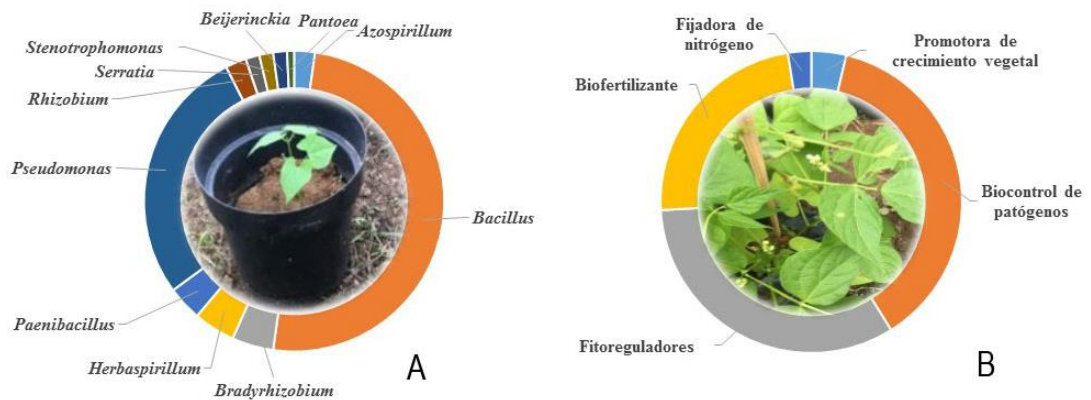 Beijerinckia
Pantoea
Azospirillum
Stenotrophomonas
Serratia
Rhizobium
Pseudomonas
Bacillus
Paenibacillus
Herbaspirillum
Bradyrhizobium
A
Fijadora de
nitrógeno
Promotora de
crecimiento vegetal
Biofertilizante
Biocontrol de
patógenos
Fitoreguladores
B